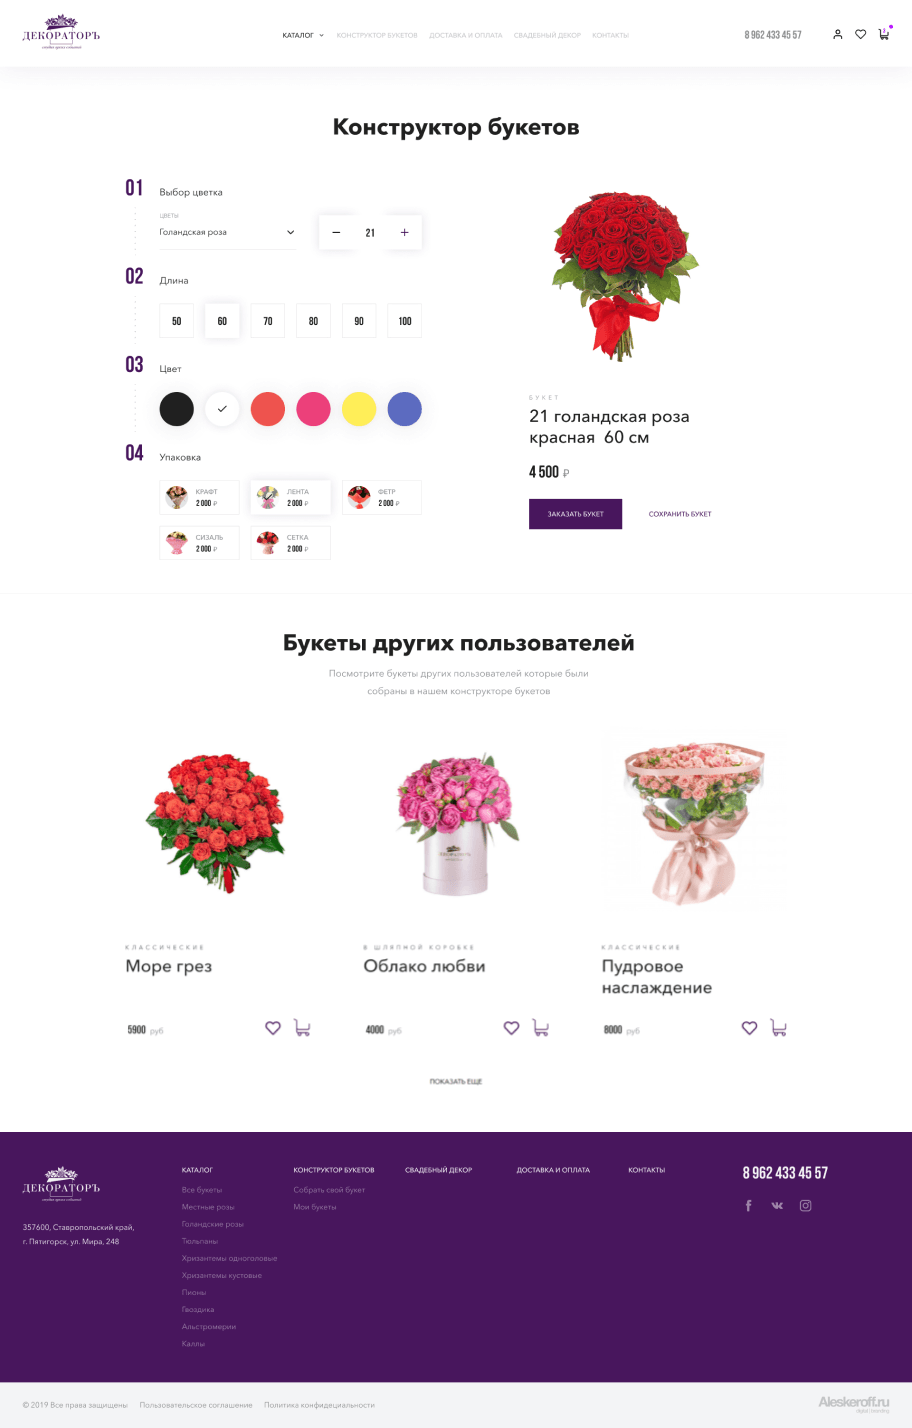 ДЕКОРАТОРЪ
КАТАЛОГ
КОНСТРУКТОР БУКЕТОВ
ДОСТАВКА И ОПЛАТА
СВАДЕБНЫЙ ДЕКОР
КОНТАКТЫ
8 962 433 45 57
Конструктор букетов
01
Выбор цветка
ЦВЕТЫ
Голандская роза
− 21 +
02
Длина
50 60 70 80 90 100
03
Цвет
04
Упаковка
КРАФТ
2 000 ₽
ЛЕНТА
2 000 ₽
ФЕТР
2 000 ₽
СИЗАЛЬ
2 000 ₽
СЕТКА
2 000 ₽
БУКЕТ
21 голандская роза
красная 60 см
4 500 ₽
ЗАКАЗАТЬ БУКЕТ
СОХРАНИТЬ БУКЕТ
Букеты других пользователей
Посмотрите букеты других пользователей которые были
собраны в нашем конструкторе букетов
КЛАССИЧЕСКИЕ
Море грез
5900 руб
В ШЛЯПНОЙ КОРОБКЕ
Облако любви
4000 руб
КЛАССИЧЕСКИЕ
Пудровое
наслаждение
8000 руб
ПОКАЗАТЬ ЕЩЕ
ДЕКОРАТОРЪ
357600, Ставропольский край,
г. Пятигорск, ул. Мира, 248
КАТАЛОГ
Все букеты
Местные розы
Голандские розы
Тюльпаны
Хризантемы одноголовые
Хризантемы кустовые
Пионы
Гвоздика
Альстромерии
Каллы
КОНСТРУКТОР БУКЕТОВ
Собрать свой букет
Мои букеты
СВАДЕБНЫЙ ДЕКОР
ДОСТАВКА И ОПЛАТА
КОНТАКТЫ
8 962 433 45 57
© 2019 Все права защищены
Пользовательское соглашение
Политика конфидециальности
Aleskeroff.ru
digital | branding